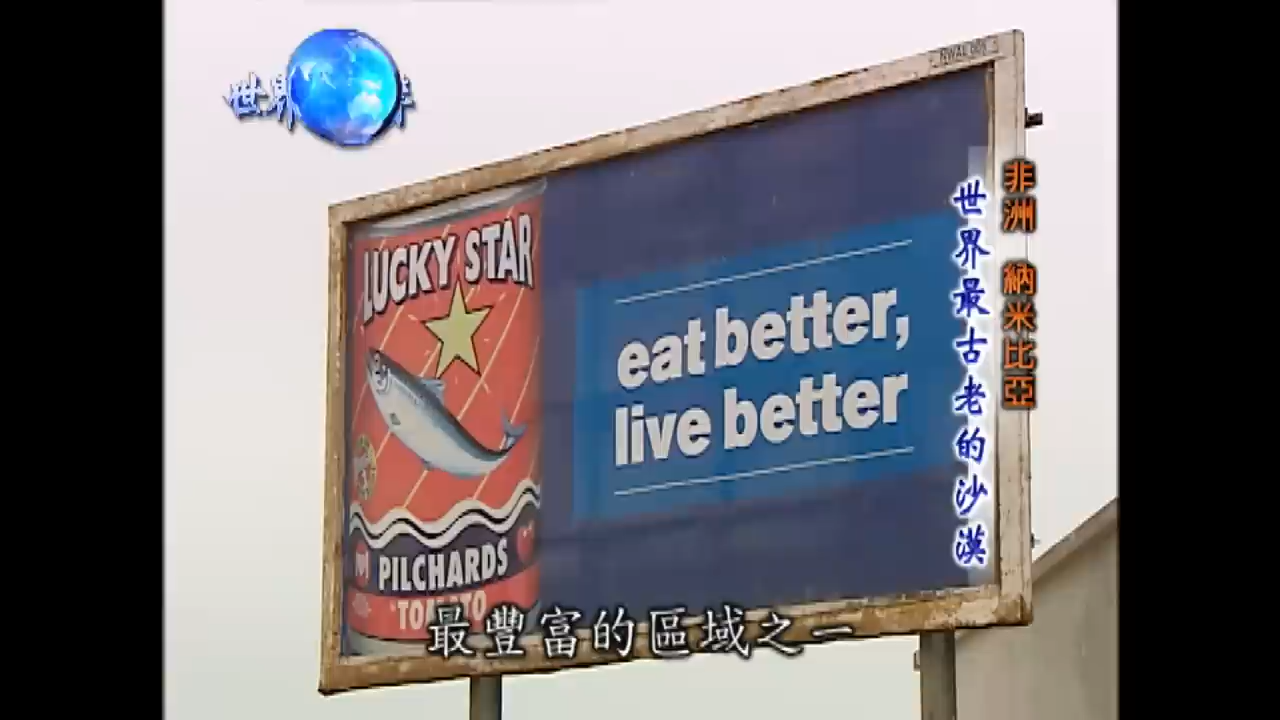 世界
非洲 納米比亞
世界最古老的沙漠
LUCKY STAR
PILCHARDS
TOMATO
eat better,
live better
最豐富的區域之一